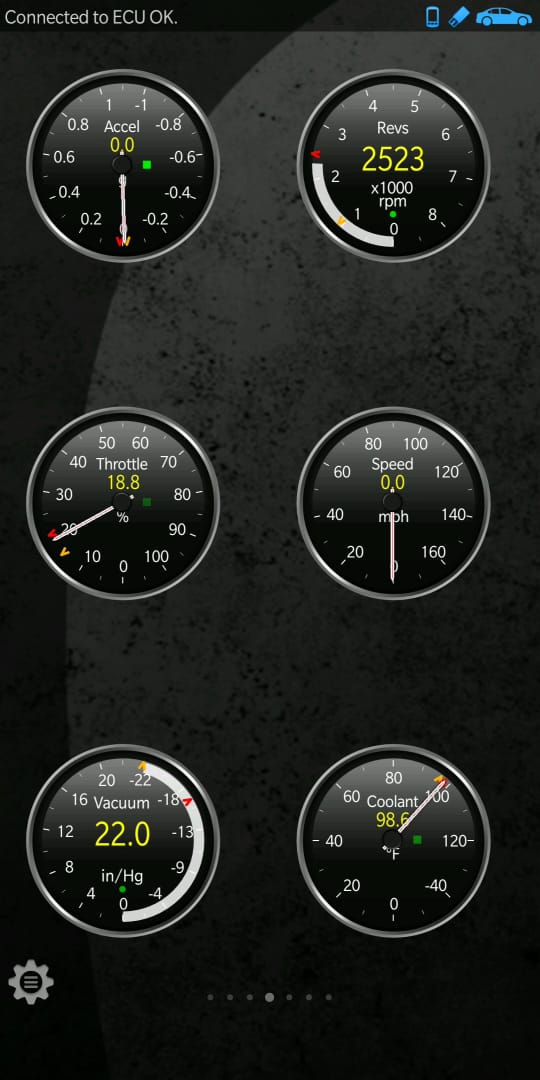 Connected to ECU OK.
1 -1
0.8 Accel -0.8
0.0
0.6 -0.6
0.4 -0.4
0.2 0 -0.2
4 5
3 Revs 6
2523
2 7
x1000
rpm
1 8
0
50 60
40 Throttle 70
18.8
30 80
%
20 90
10 100
0
80 100
60 Speed 120
0.0
40 mph 140
20 0 160
20 -22
16 Vacuum -18
12 22.0 -13
8 in/Hg -9
4 0 -4
80
60 Coolant 100
98.6
40 120
°F
20 -40
0